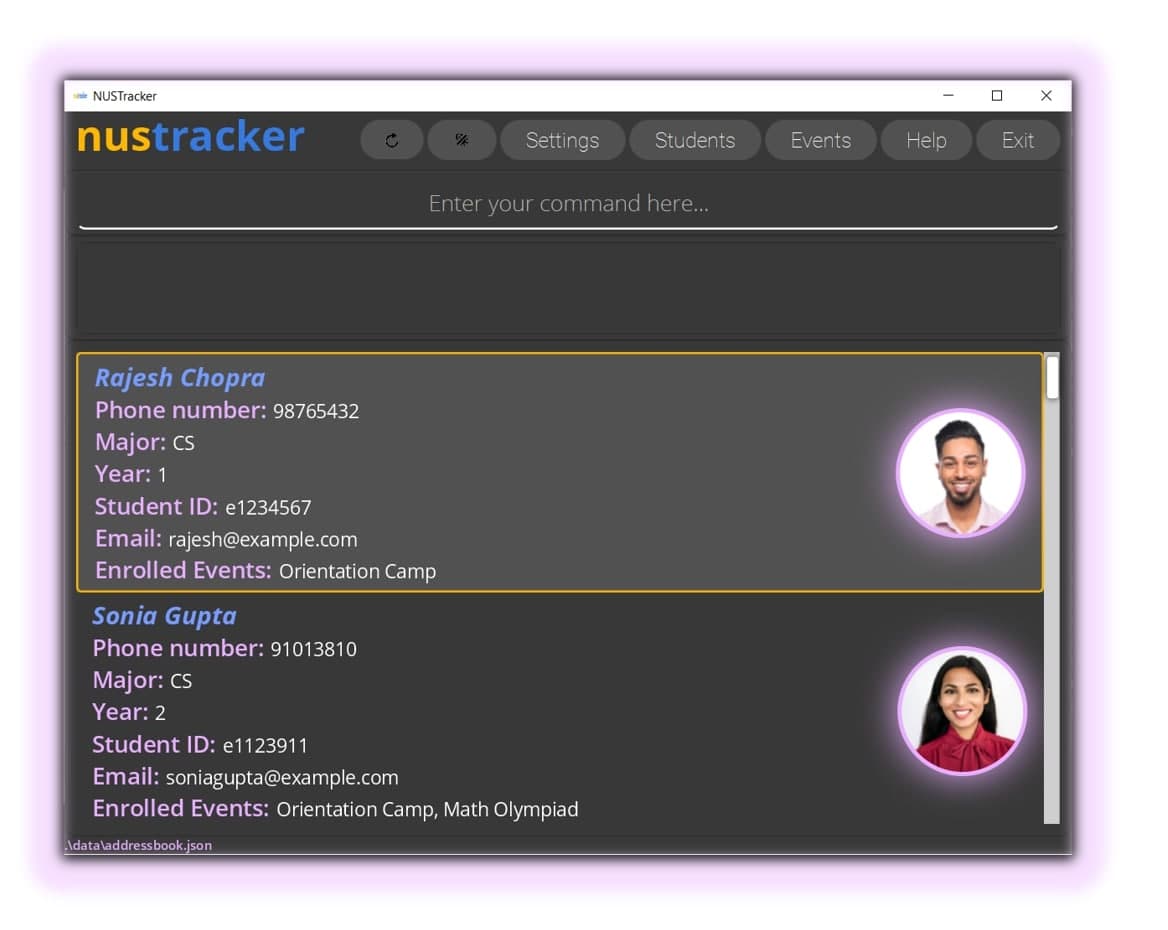 NUSTracker
nustracker
Settings Students Events Help Exit
Enter your command here...
Rajesh Chopra
Phone number: 98765432
Major: CS
Year: 1
Student ID: e1234567
Email: rajesh@example.com
Enrolled Events: Orientation Camp
Sonia Gupta
Phone number: 91013810
Major: CS
Year: 2
Student ID: e1123911
Email: soniagupta@example.com
Enrolled Events: Orientation Camp, Math Olympiad
.\data\addressbook.json